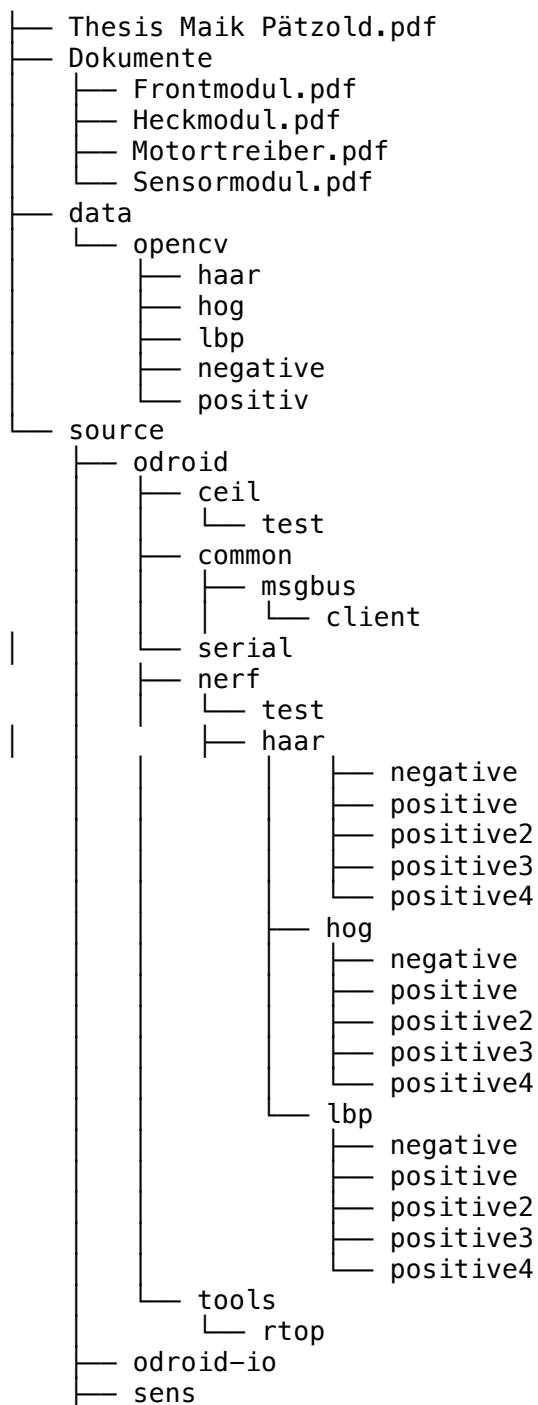 ├── Thesis Maik Pätzold.pdf
├── Dokumente
│   ├── Frontmodul.pdf
│   ├── Heckmodul.pdf
│   ├── Motortreiber.pdf
│   └── Sensormodul.pdf
├── data
│   └── opencv
│       ├── haar
│       ├── hog
│       ├── lbp
│       ├── negative
│       └── positiv
└── source
    ├── odroid
    │   ├── ceil
    │   │   └── test
    │   ├── common
    │   │   ├── msgbus
    │   │   │   └── client
│   │   └── serial
    │   ├── nerf
    │   │   └── test
│   │       ├── haar
    │   │       │   ├── negative
    │   │       │   ├── positive
    │   │       │   ├── positive2
    │   │       │   ├── positive3
    │   │       │   └── positive4
    │   │       ├── hog
    │   │       │   ├── negative
    │   │       │   ├── positive
    │   │       │   ├── positive2
    │   │       │   ├── positive3
    │   │       │   └── positive4
    │   │       └── lbp
    │   │           ├── negative
    │   │           ├── positive
    │   │           ├── positive2
    │   │           ├── positive3
    │   │           └── positive4
    │   └── tools
    │       └── rtop
    ├── odroid-io
    ├── sens